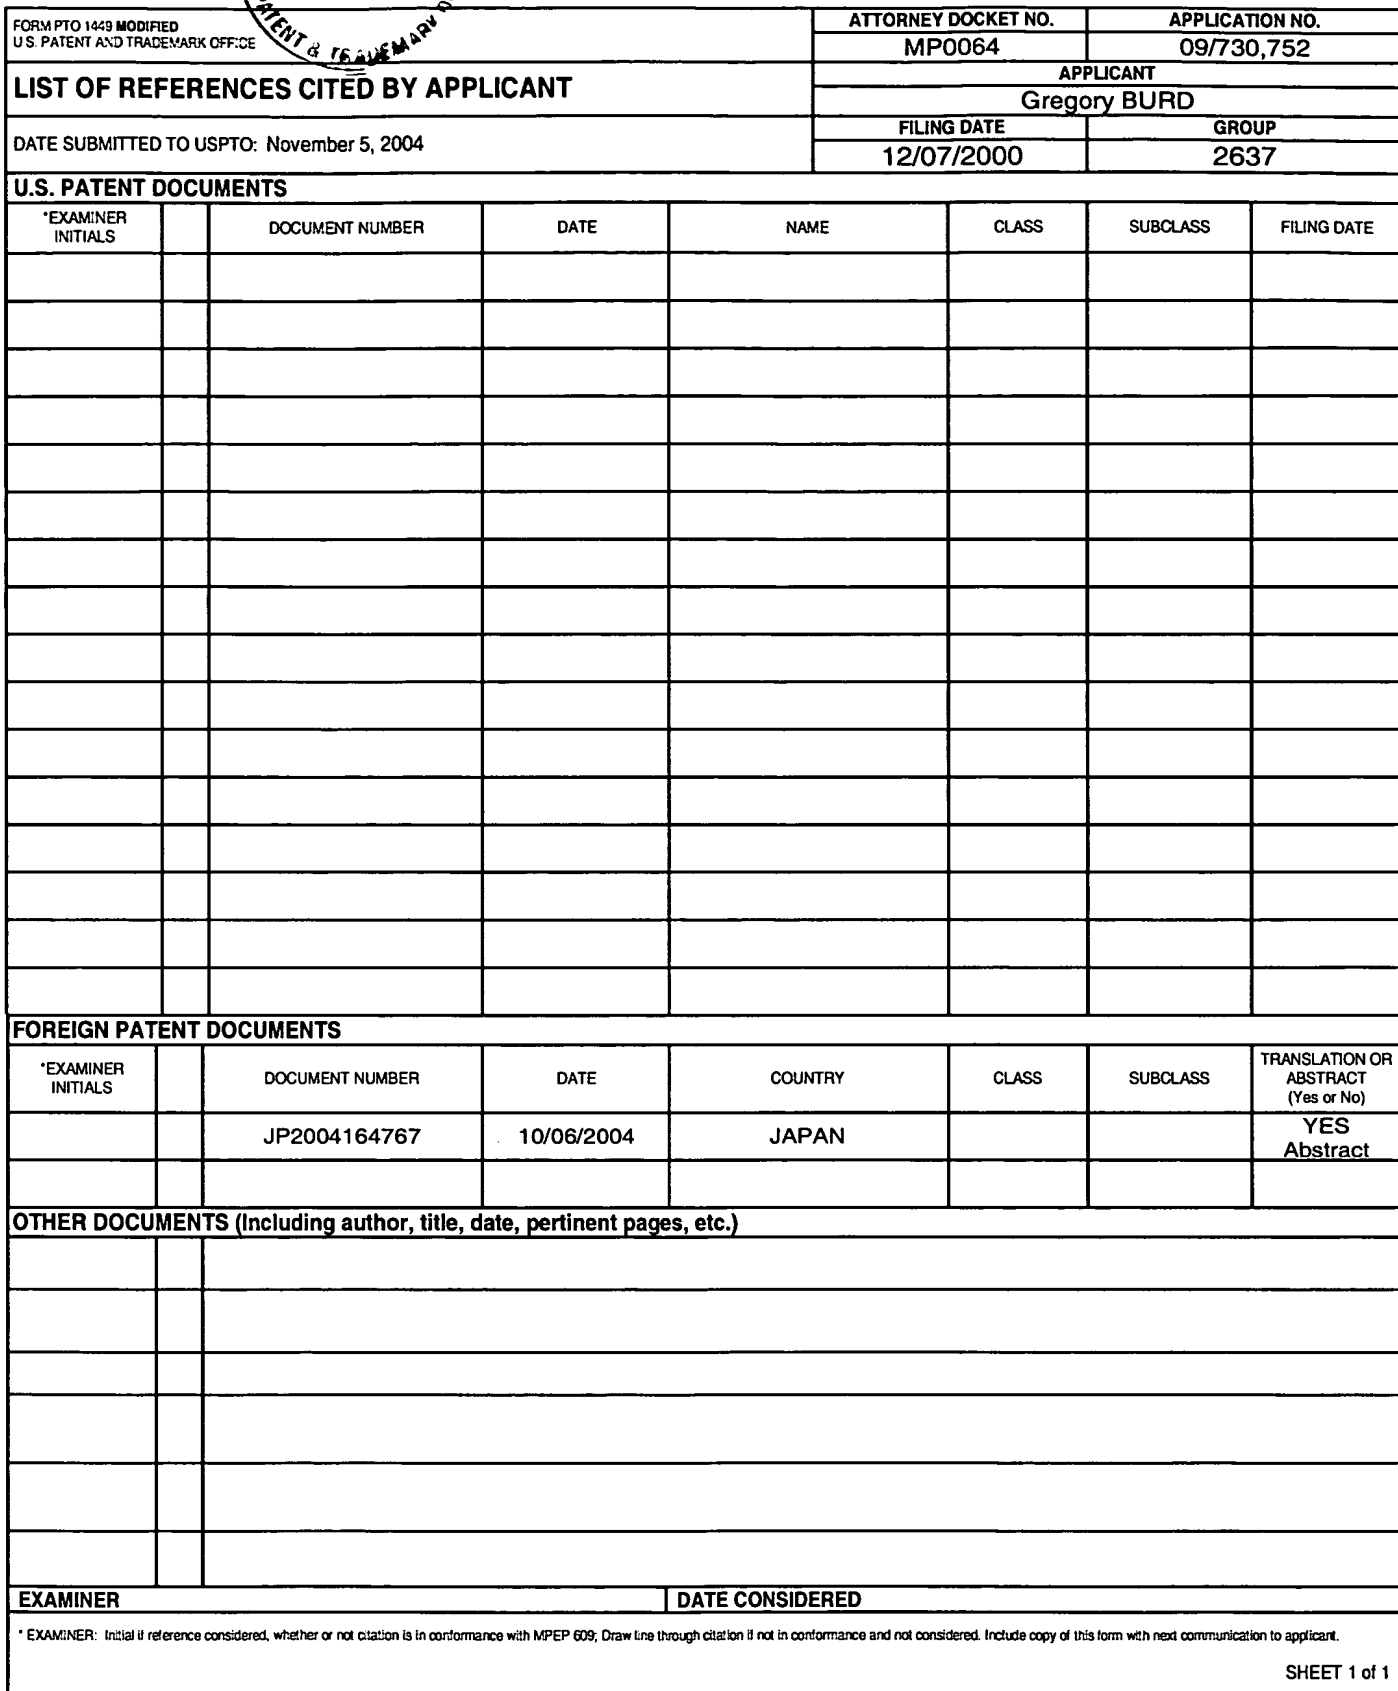 FORM PTO 1449 MODIFIED
U.S. PATENT AND TRADEMARK OFFICE
PATENT & TRADEMARK
ATTORNEY DOCKET NO.
APPLICATION NO.
MP0064
09/730,752
LIST OF REFERENCES CITED BY APPLICANT
APPLICANT
Gregory BURD
DATE SUBMITTED TO USPTO: November 5, 2004
FILING DATE
GROUP
12/07/2000
2637
U.S. PATENT DOCUMENTS
*EXAMINER INITIALS
DOCUMENT NUMBER
DATE
NAME
CLASS
SUBCLASS
FILING DATE
FOREIGN PATENT DOCUMENTS
*EXAMINER INITIALS
DOCUMENT NUMBER
DATE
COUNTRY
CLASS
SUBCLASS
TRANSLATION OR ABSTRACT (Yes or No)
JP2004164767
10/06/2004
JAPAN
YES Abstract
OTHER DOCUMENTS (Including author, title, date, pertinent pages, etc.)
EXAMINER
DATE CONSIDERED
* EXAMINER: Initial if reference considered, whether or not citation is in conformance with MPEP 609; Draw line through citation if not in conformance and not considered. Include copy of this form with next communication to applicant.
SHEET 1 of 1